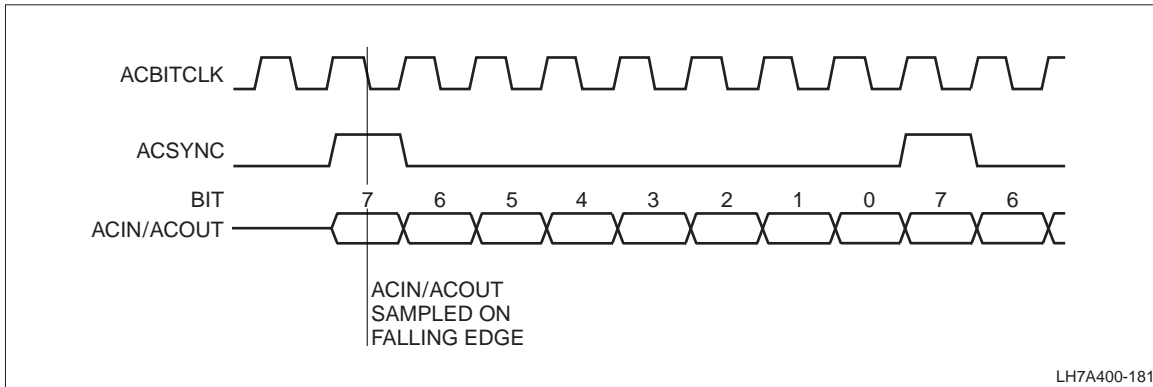 ACBITCLK
ACSYNC
BIT 7 6 5 4 3 2 1 0 7 6
ACIN/ACOUT
ACIN/ACOUT
SAMPLED ON
FALLING EDGE
LH7A400-181